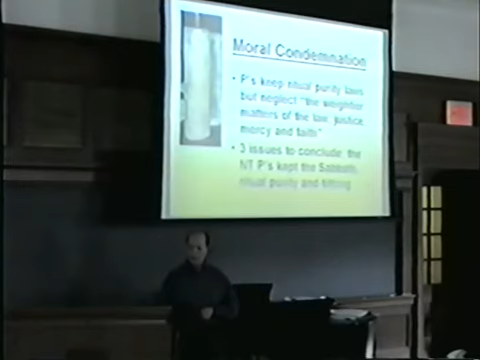 Moral Condemnation
• P's keep ritual purity laws
but neglect "the weightier
matters of the law: justice,
mercy and faith"
• 3 issues to conclude: the
NT P's kept the Sabbath,
ritual purity and tithing